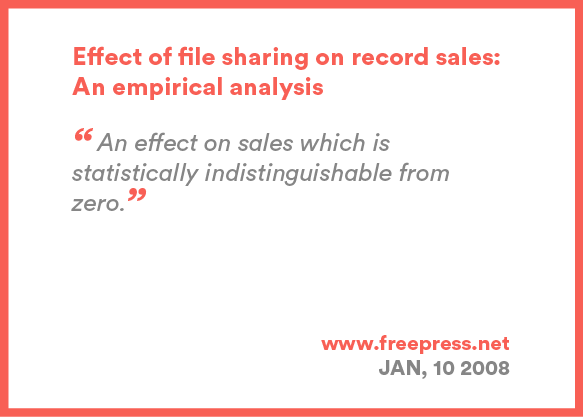 Effect of file sharing on record sales:
An empirical analysis
“ An effect on sales which is
statistically indistinguishable from
zero.”
www.freepress.net
JAN, 10 2008